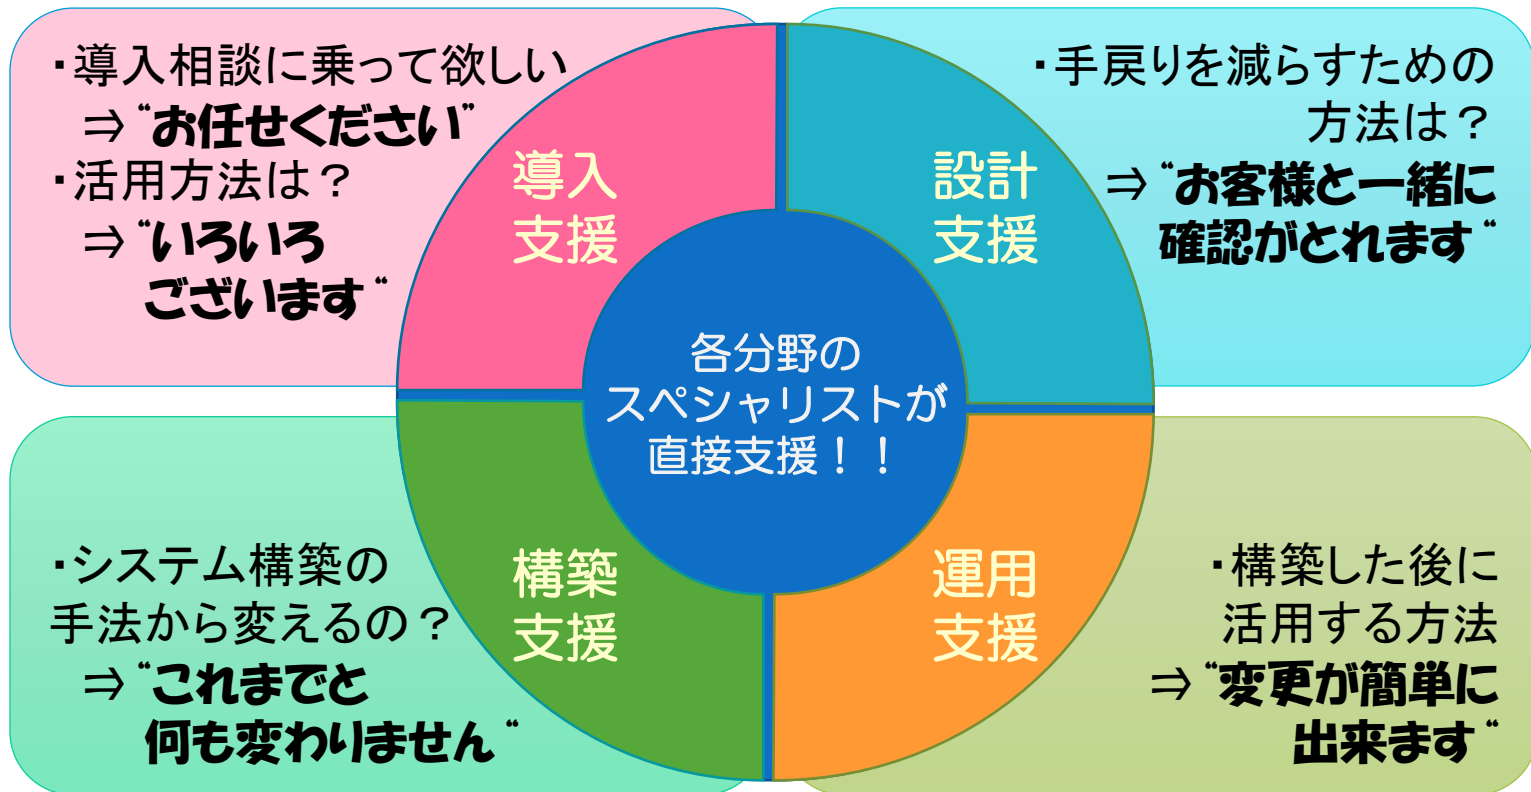 ・導入相談に乗って欲しい
⇒“お任せください”
・活用方法は？
⇒“いろいろ
ございます“
導入
支援
・手戻りを減らすための
方法は？
⇒“お客様と一緒に
確認がとれます“
設計
支援
各分野の
スペシャリストが
直接支援！！
・システム構築の
手法から変えるの？
⇒“これまでと
何も変わりません“
構築
支援
・構築した後に
活用する方法
⇒“変更が簡単に
出来ます“
運用
支援